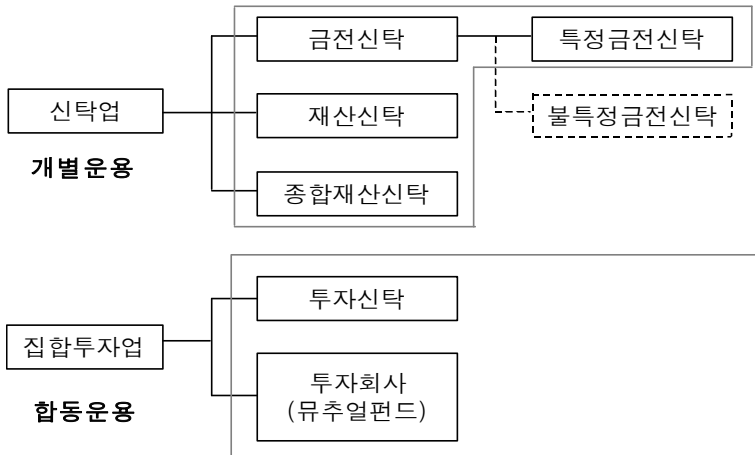 금전신탁
특정금전신탁
신탁업
재산신탁
불특정금전신탁
개별운용
종합재산신탁
투자신탁
집합투자업
투자회사
(뮤추얼펀드)
합동운용